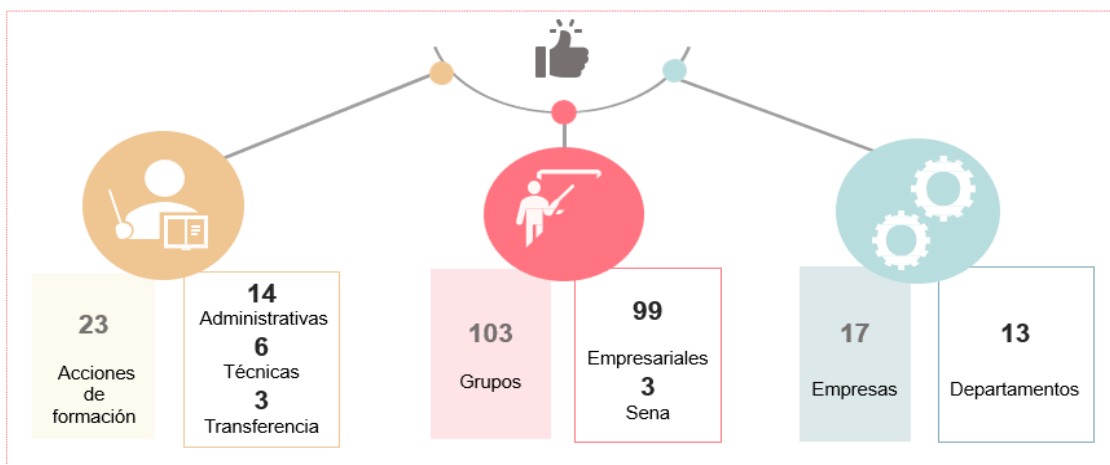 23
Acciones
de
formación
14
Administrativas
6
Técnicas
3
Transferencia
103
Grupos
99
Empresariales
3
Sena
17
Empresas
13
Departamentos